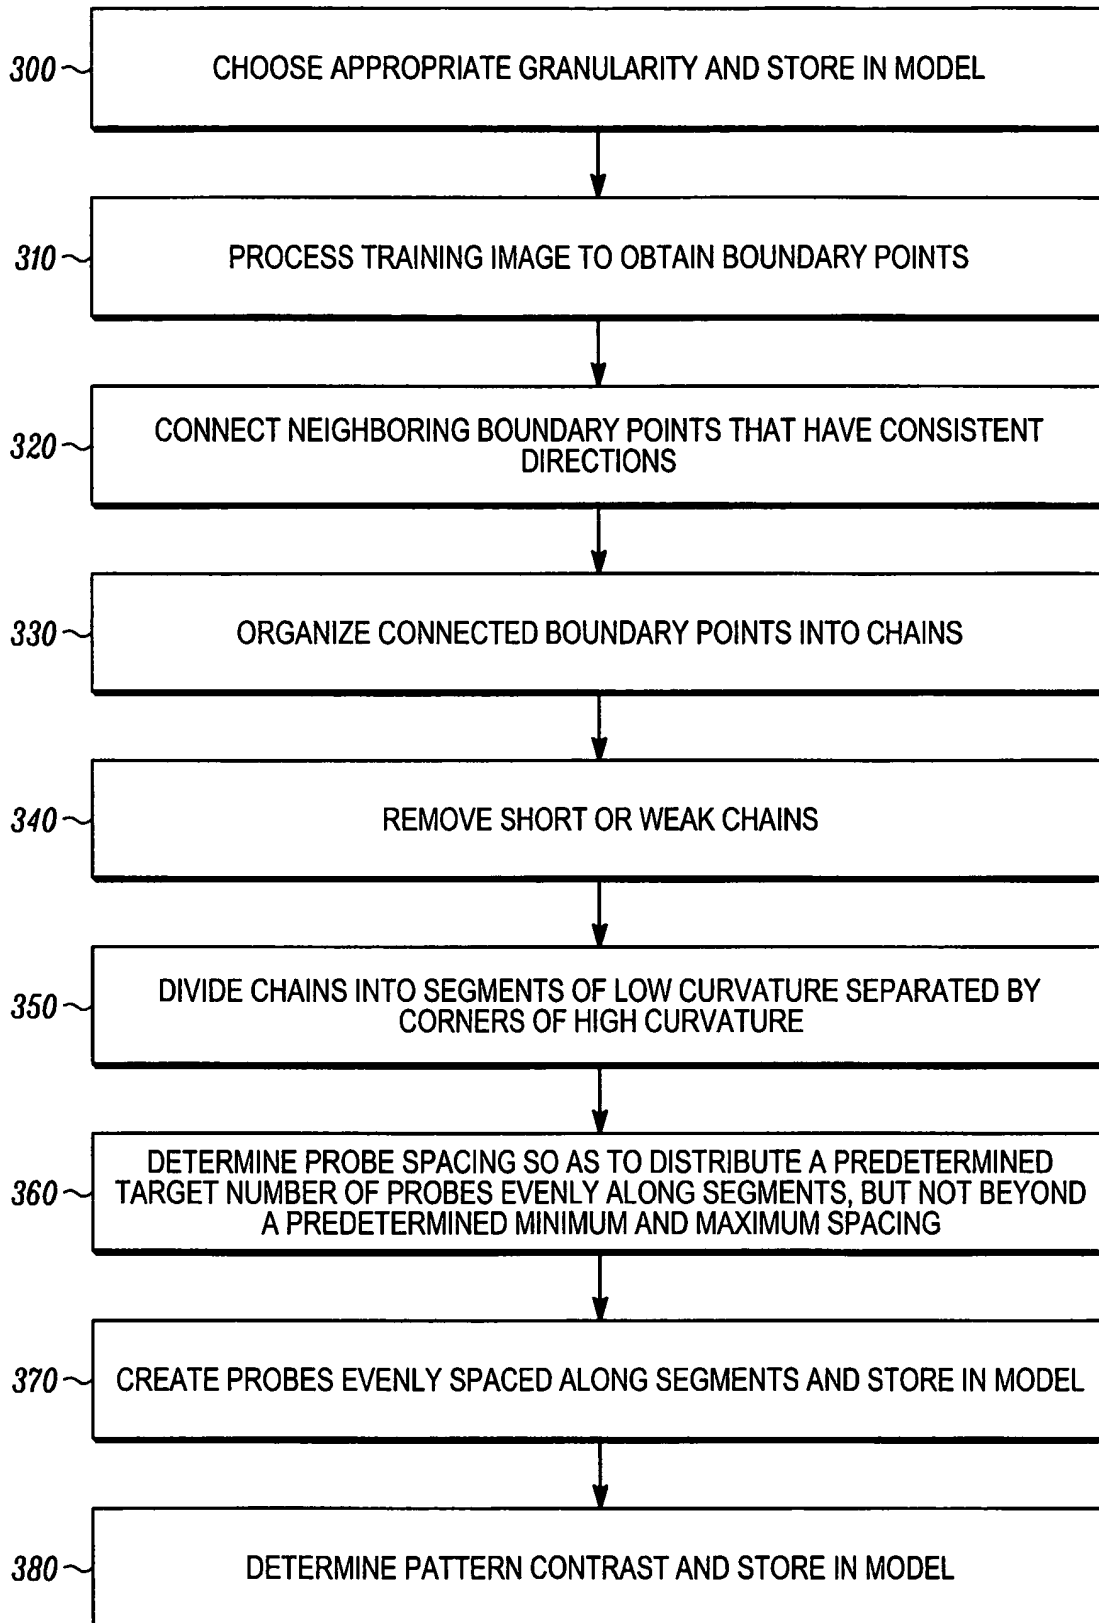 300
CHOOSE APPROPRIATE GRANULARITY AND STORE IN MODEL
310
PROCESS TRAINING IMAGE TO OBTAIN BOUNDARY POINTS
320
CONNECT NEIGHBORING BOUNDARY POINTS THAT HAVE CONSISTENT
DIRECTIONS
330
ORGANIZE CONNECTED BOUNDARY POINTS INTO CHAINS
340
REMOVE SHORT OR WEAK CHAINS
350
DIVIDE CHAINS INTO SEGMENTS OF LOW CURVATURE SEPARATED BY
CORNERS OF HIGH CURVATURE
360
DETERMINE PROBE SPACING SO AS TO DISTRIBUTE A PREDETERMINED
TARGET NUMBER OF PROBES EVENLY ALONG SEGMENTS, BUT NOT BEYOND
A PREDETERMINED MINIMUM AND MAXIMUM SPACING
370
CREATE PROBES EVENLY SPACED ALONG SEGMENTS AND STORE IN MODEL
380
DETERMINE PATTERN CONTRAST AND STORE IN MODEL